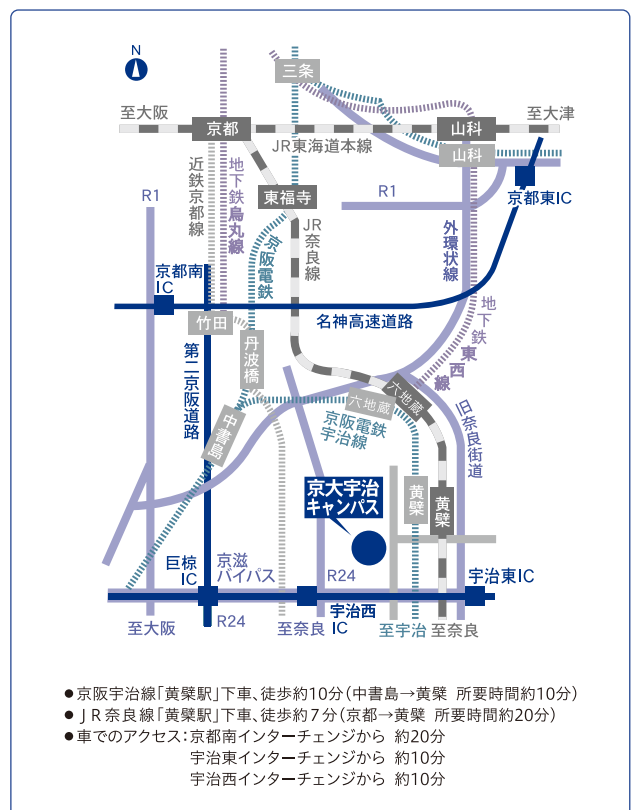 N
三条
至大阪
京都
山科
至大津
JR東海道本線
山科
近鉄京都線
地下鉄烏丸線
東福寺
R1
R1
京都東IC
京阪電鉄
JR奈良線
外環状線
京都南
IC
竹田
名神高速道路
地下鉄東西線
第二京阪道路
丹波橋
六地蔵
六地蔵
中書島
京阪電鉄
宇治線
旧奈良街道
京大宇治
キャンパス
黄檗
黄檗
巨椋
IC
京滋
バイパス
R24
宇治東IC
至大阪
R24
至奈良
宇治西
IC
至宇治
至奈良
●京阪宇治線「黄檗駅」下車、徒歩約10分(中書島→黄檗 所要時間約10分)
●JR奈良線「黄檗駅」下車、徒歩約7分(京都→黄檗 所要時間約20分)
●車でのアクセス:京都南インターチェンジから 約20分
宇治東インターチェンジから 約10分
宇治西インターチェンジから 約10分